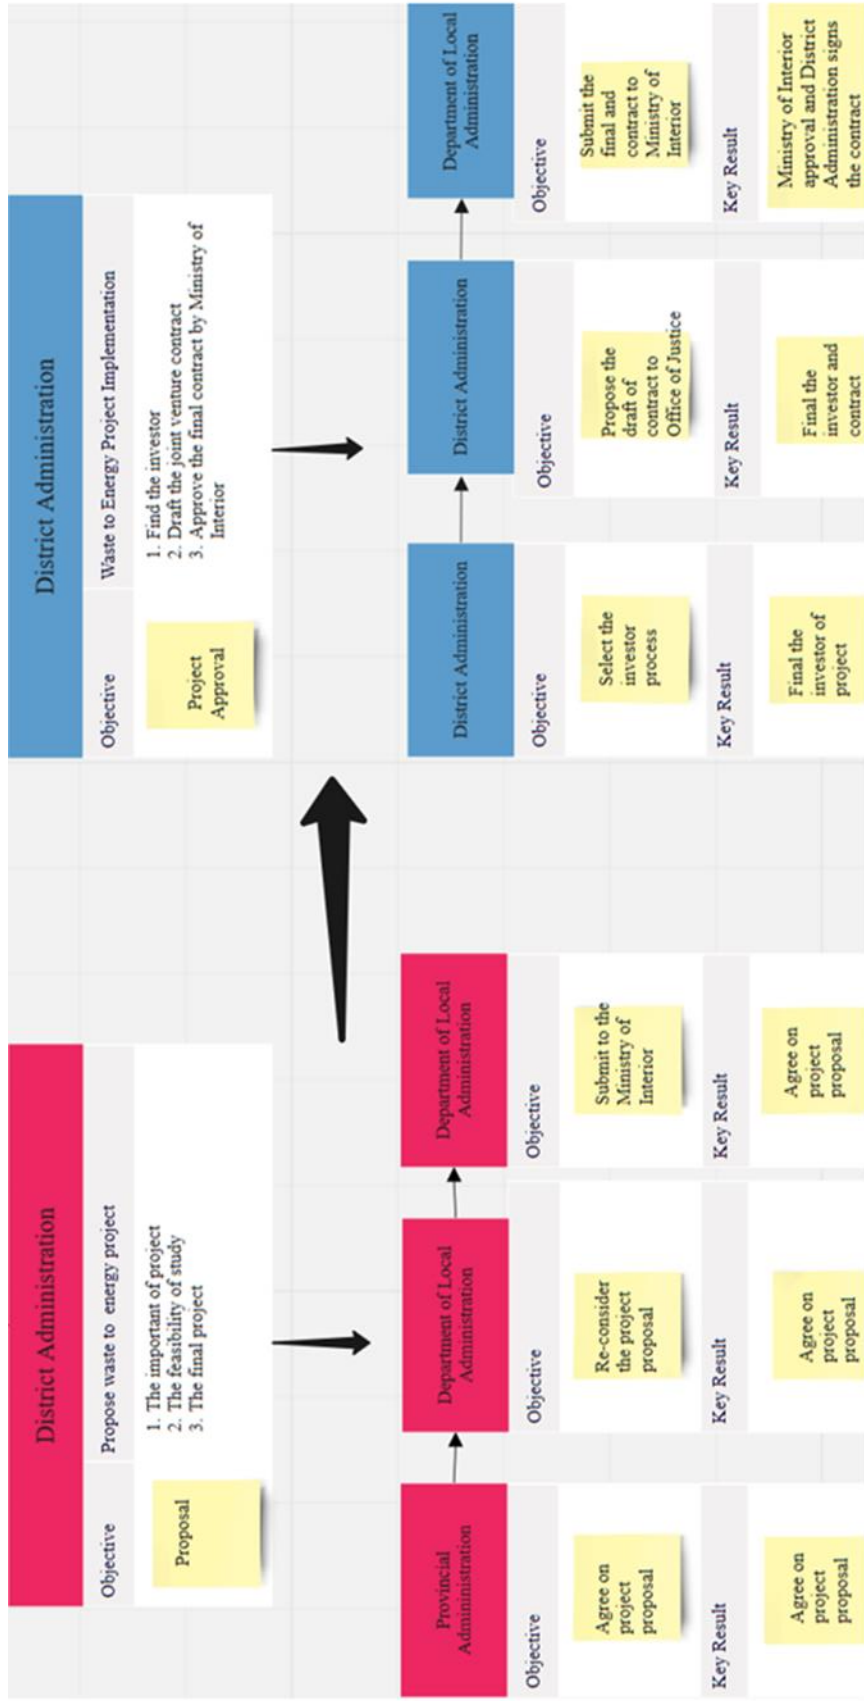 District Administration
Objective
Propose waste to energy project
Proposal
1. The important of project
2. The feasibility of study
3. The final project
Provincial
Admininistration
Objective
Agree on
project
proposal
Key Result
Agree on
project
proposal
Department of Local
Administration
Objective
Re-consider
the project
proposal
Key Result
Agree on
project
proposal
Department of Local
Administration
Objective
Submit to the
Ministry of
Interior
Key Result
Agree on
project
proposal
District Administration
Objective
Waste to Energy Project Implementation
Project
Approval
1. Find the investor
2. Draft the joint venture contract
3. Approve the final contract by Ministry of
Interior
District Administration
Objective
Select the
investor
process
Key Result
Final the
investor of
project
District Administration
Objective
Propose the
draft of
contract to
Office of Justice
Key Result
Final the
investor and
contract
Department of Local
Administration
Objective
Submit the
final and
contract to
Ministry of
Interior
Key Result
Ministry of Interior
approval and District
Administration signs
the contract